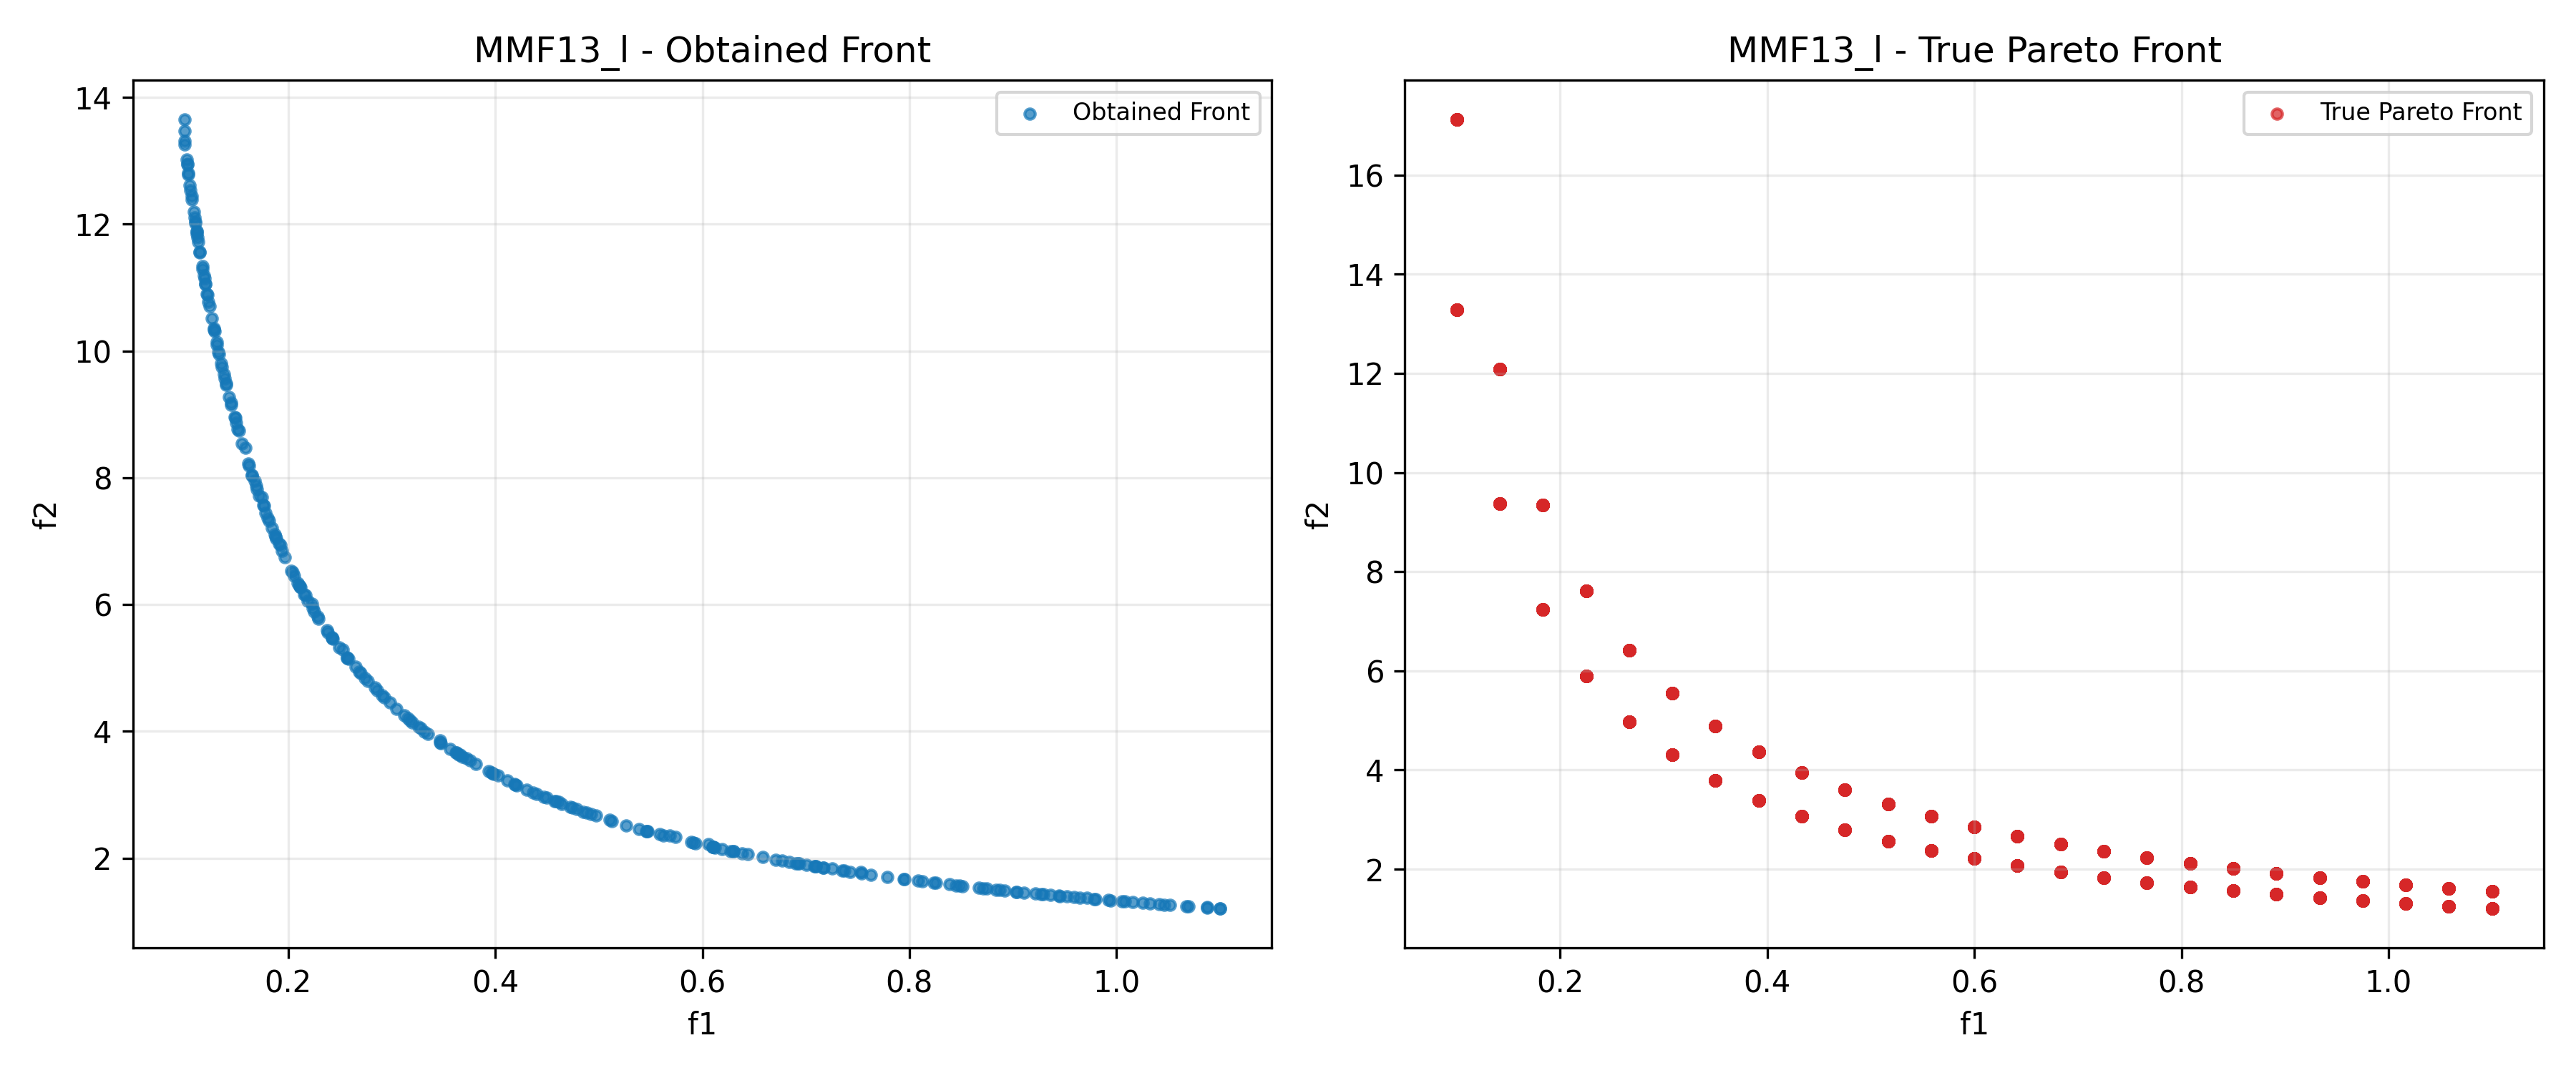 MMF13_l - Obtained Front
Obtained Front
14
12
10
8
6
4
2
f2
0.2 0.4 0.6 0.8 1.0
f1
MMF13_l - True Pareto Front
True Pareto Front
16
14
12
10
8
6
4
2
f2
0.2 0.4 0.6 0.8 1.0
f1